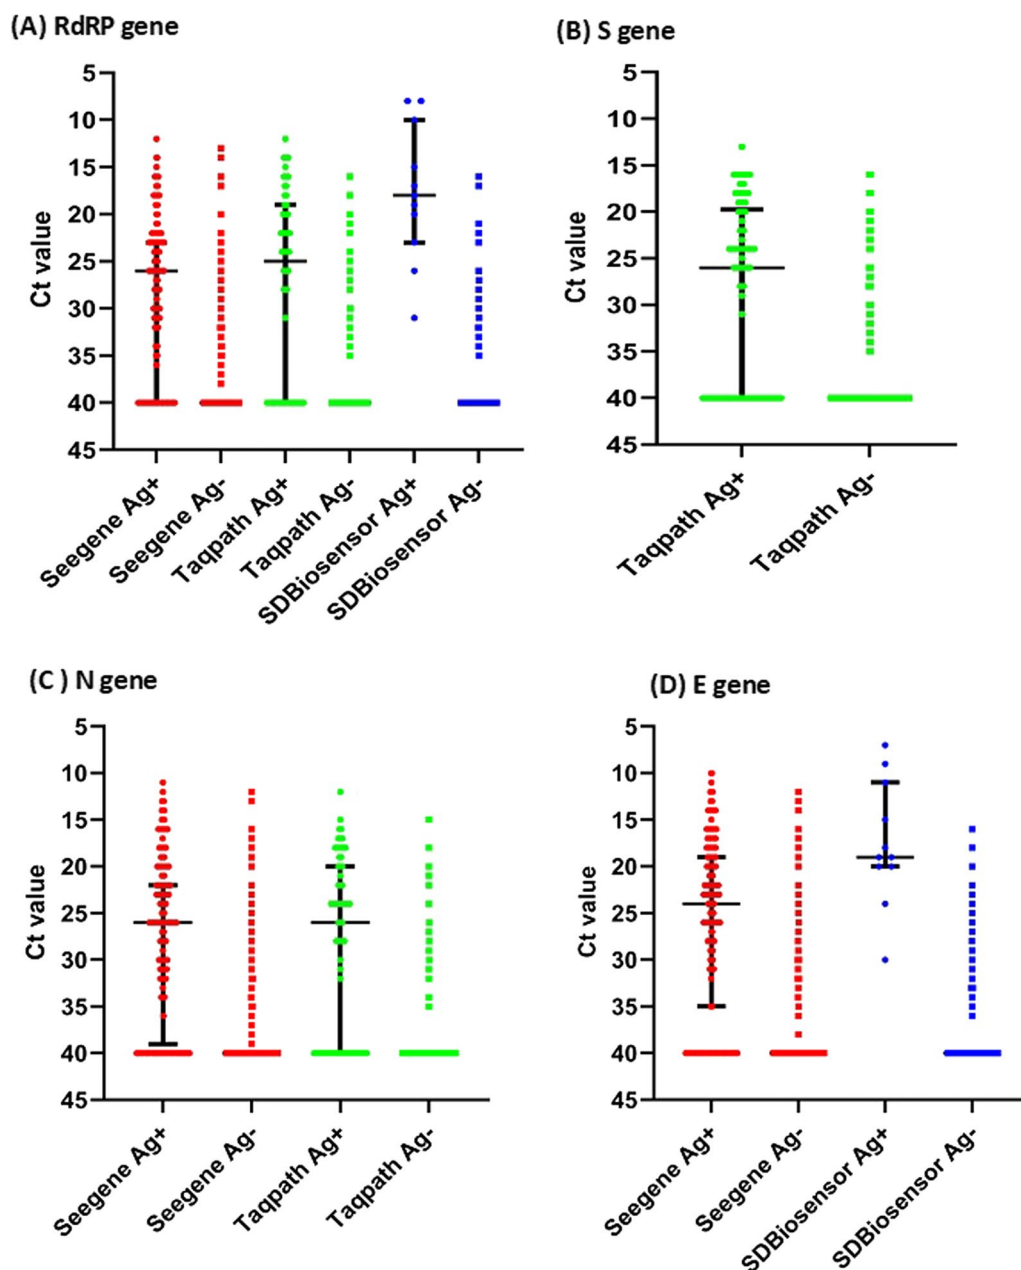 (A) RdRP gene
Ct value
5
10
15
20
25
30
35
40
45
Seegene Ag+
Seegene Ag-
Taqpath Ag+
Taqpath Ag-
SDBiosensor Ag+
SDBiosensor Ag-
(B) S gene
Ct value
5
10
15
20
25
30
35
40
45
Taqpath Ag+
Taqpath Ag-
(C ) N gene
Ct value
5
10
15
20
25
30
35
40
45
Seegene Ag+
Seegene Ag-
Taqpath Ag+
Taqpath Ag-
(D) E gene
Ct value
5
10
15
20
25
30
35
40
45
Seegene Ag+
Seegene Ag-
SDBiosensor Ag+
SDBiosensor Ag-